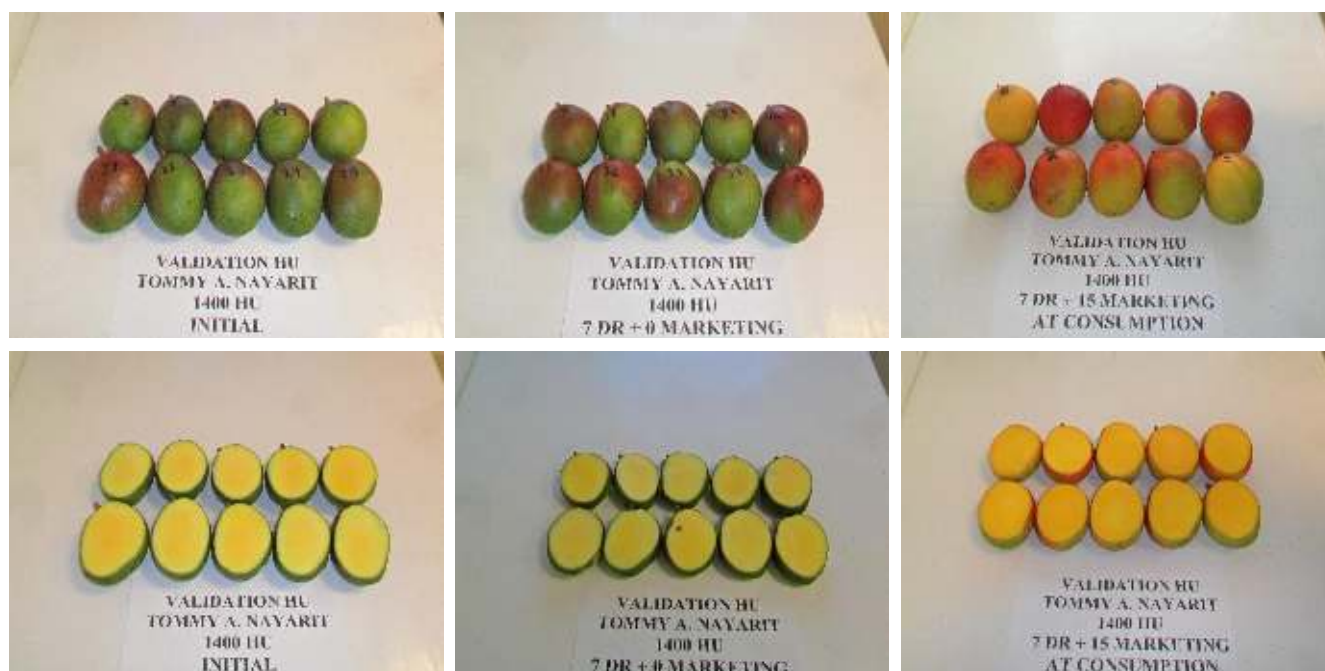 VALIDATION HU
TOMMY A. NAYARIT
1400 HU
INITIAL
VALIDATION HU
TOMMY A. NAYARIT
1400 HU
7 DR + 0 MARKETING
VALIDATION HU
TOMMY A. NAYARIT
1400 HU
7 DR + 15 MARKETING
AT CONSUMPTION
VALIDATION HU
TOMMY A. NAYARIT
1400 HU
INITIAL
VALIDATION HU
TOMMY A. NAYARIT
1400 HU
7 DR + 0 MARKETING
VALIDATION HU
TOMMY A. NAYARIT
1400 HU
7 DR + 15 MARKETING
AT CONSUMPTION